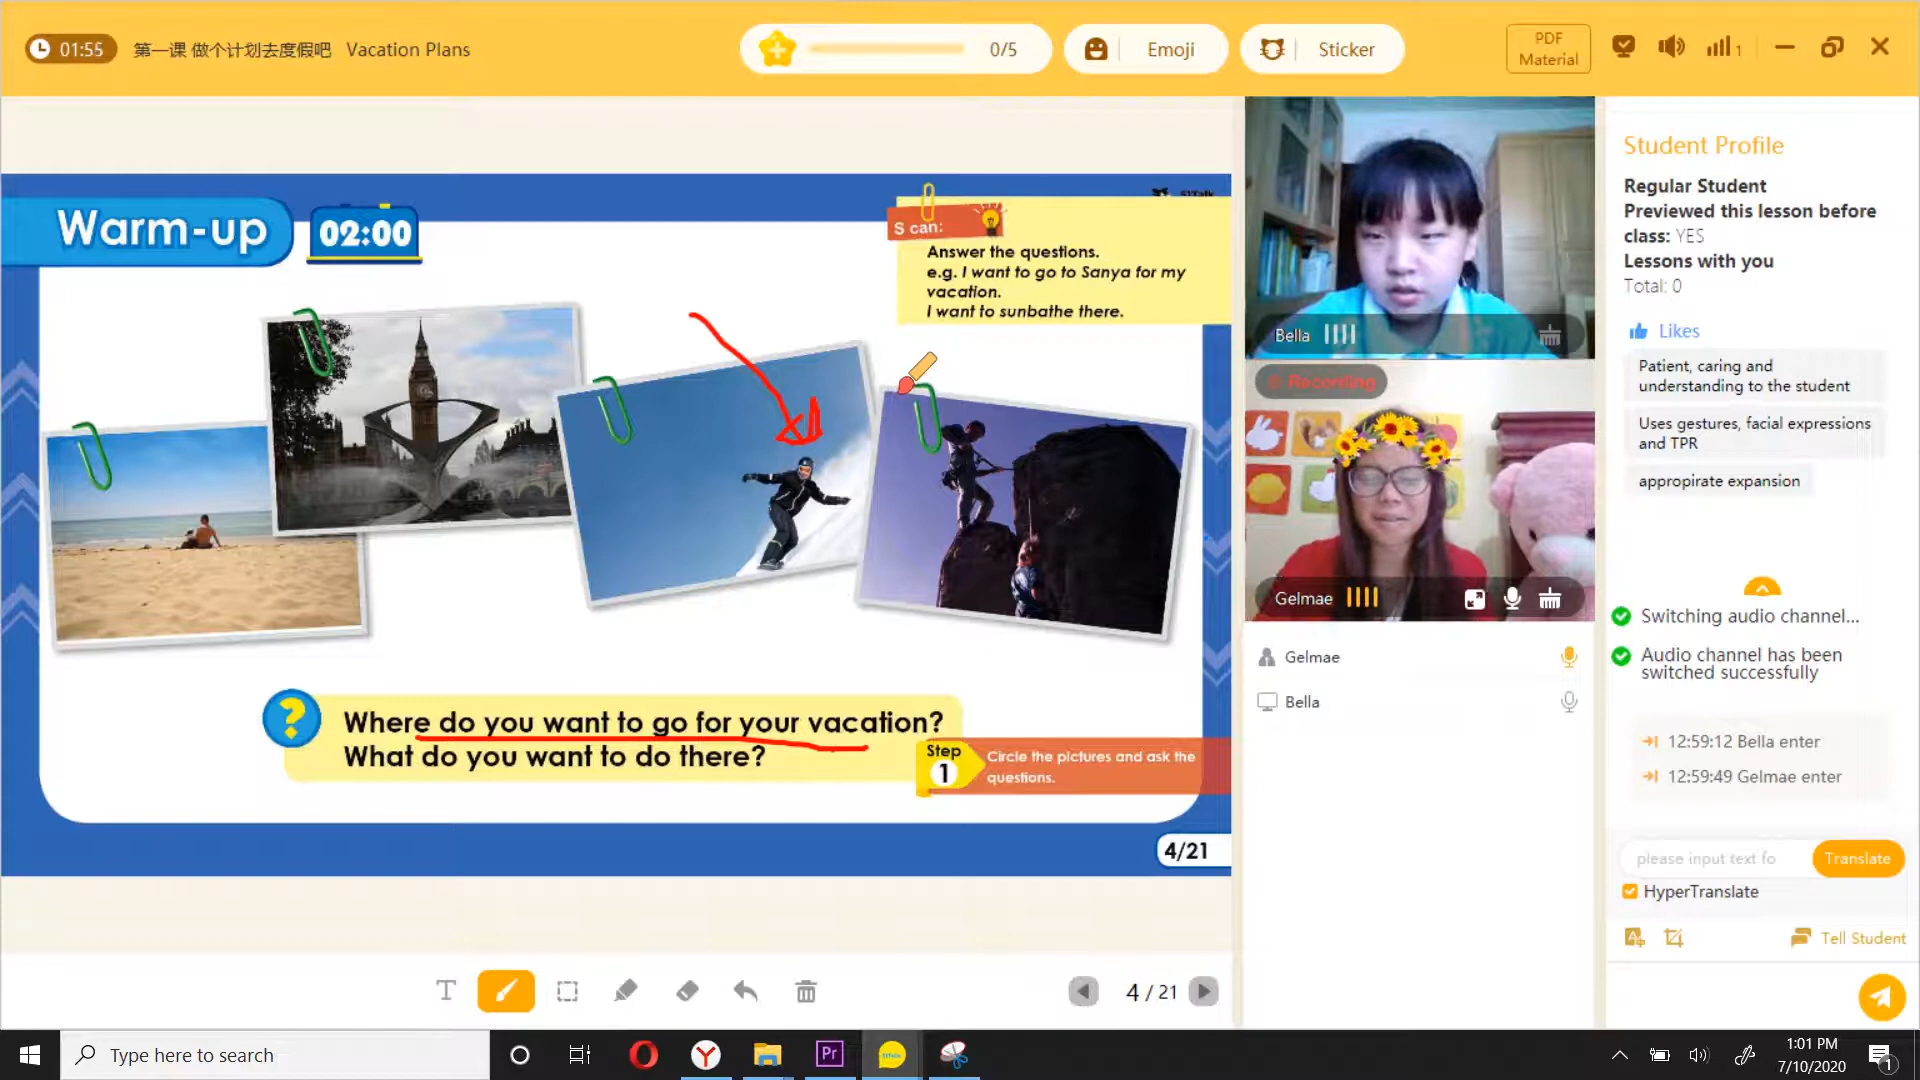 01:55
第一课 做个计划去度假吧 Vacation Plans
0/5
Emoji
Sticker
PDF
Material
1
Warm-up
02:00
51Talk
S can:
Answer the questions.
e.g. I want to go to Sanya for my
vacation.
I want to sunbathe there.
Where do you want to go for your vacation?
What do you want to do there?
Step
1
Circle the pictures and ask the
questions.
4/21
T
4 / 21
Bella
Recording
Gelmae
Gelmae
Bella
Student Profile
Regular Student
Previewed this lesson before
class: YES
Lessons with you
Total: 0
Likes
Patient, caring and
understanding to the student
Uses gestures, facial expressions
and TPR
appropirate expansion
Switching audio channel...
Audio channel has been
switched successfully
12:59:12 Bella enter
12:59:49 Gelmae enter
please input text fo
Translate
HyperTranslate
Tell Student
Type here to search
Pr
1:01 PM
7/10/2020
1